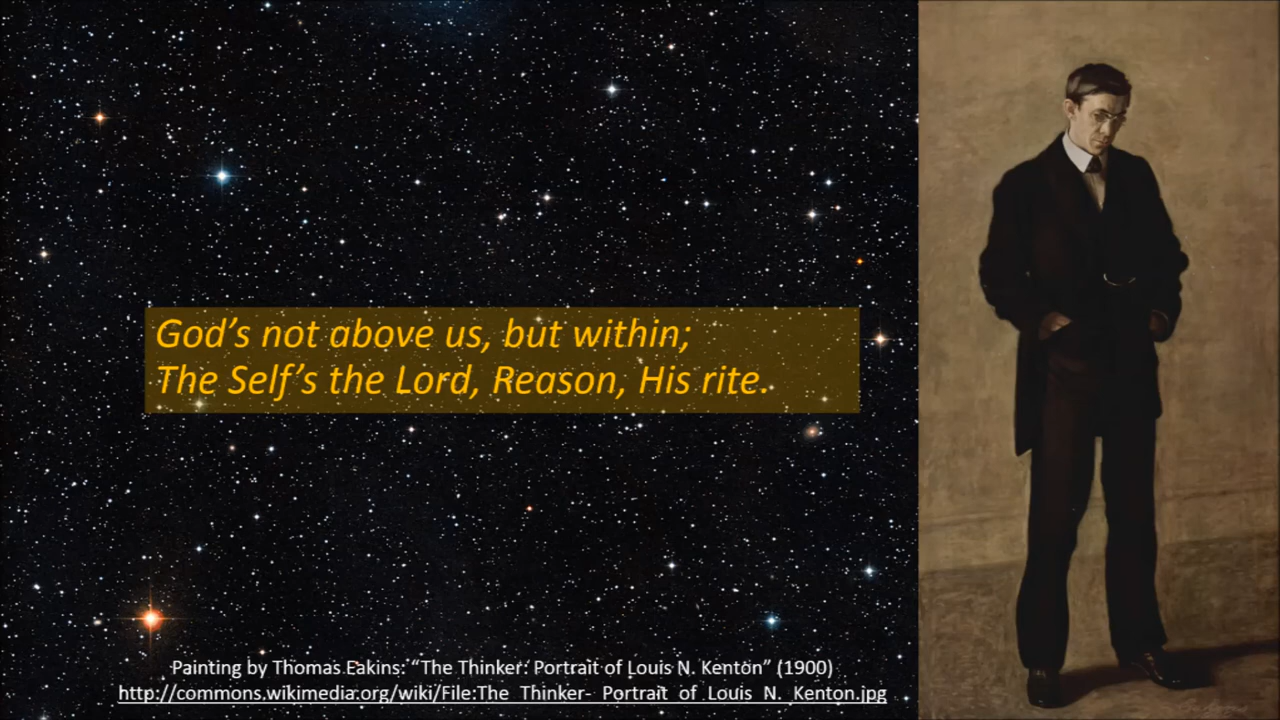 God’s not above us, but within;
The Self’s the Lord, Reason, His rite.
Painting by Thomas Eakins: “The Thinker: Portrait of Louis N. Kenton” (1900)
http://commons.wikimedia.org/wiki/File:The_Thinker-_Portrait_of_Louis_N._Kenton.jpg